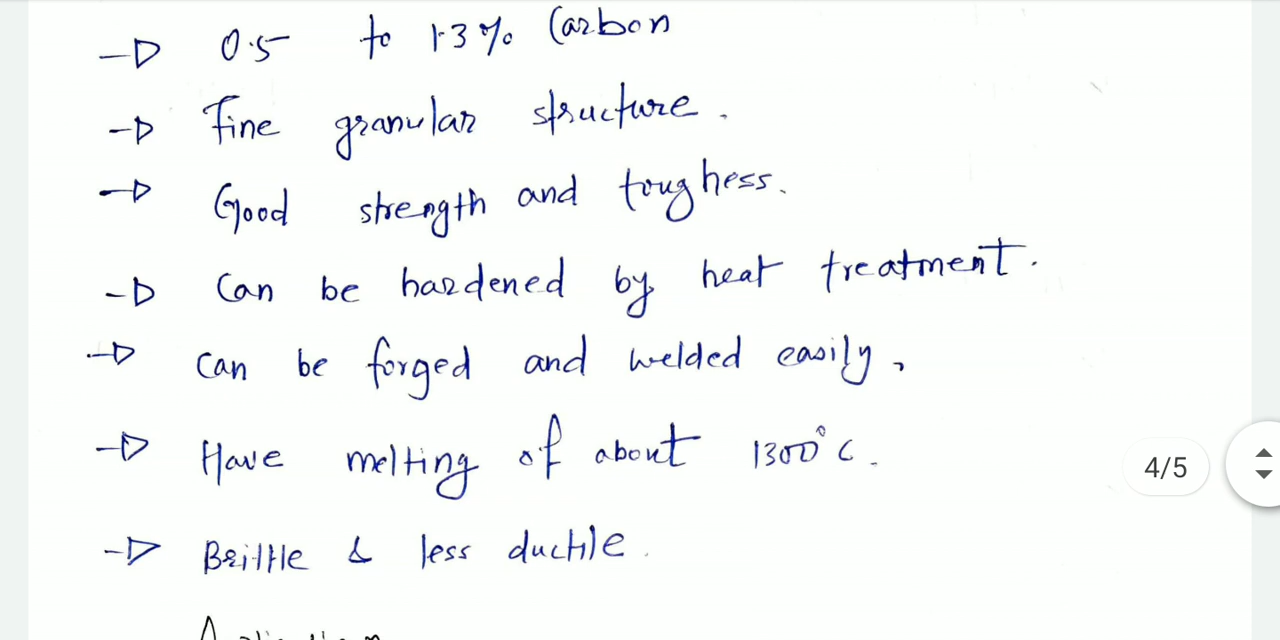 0.5 to 1.3% Carbon
Fine granular structure.
Good strength and toughess.
Can be hardened by heat treatment.
Can be forged and welded easily,
Have melting of about 1300°C.
4/5
Brittle & less ductile.